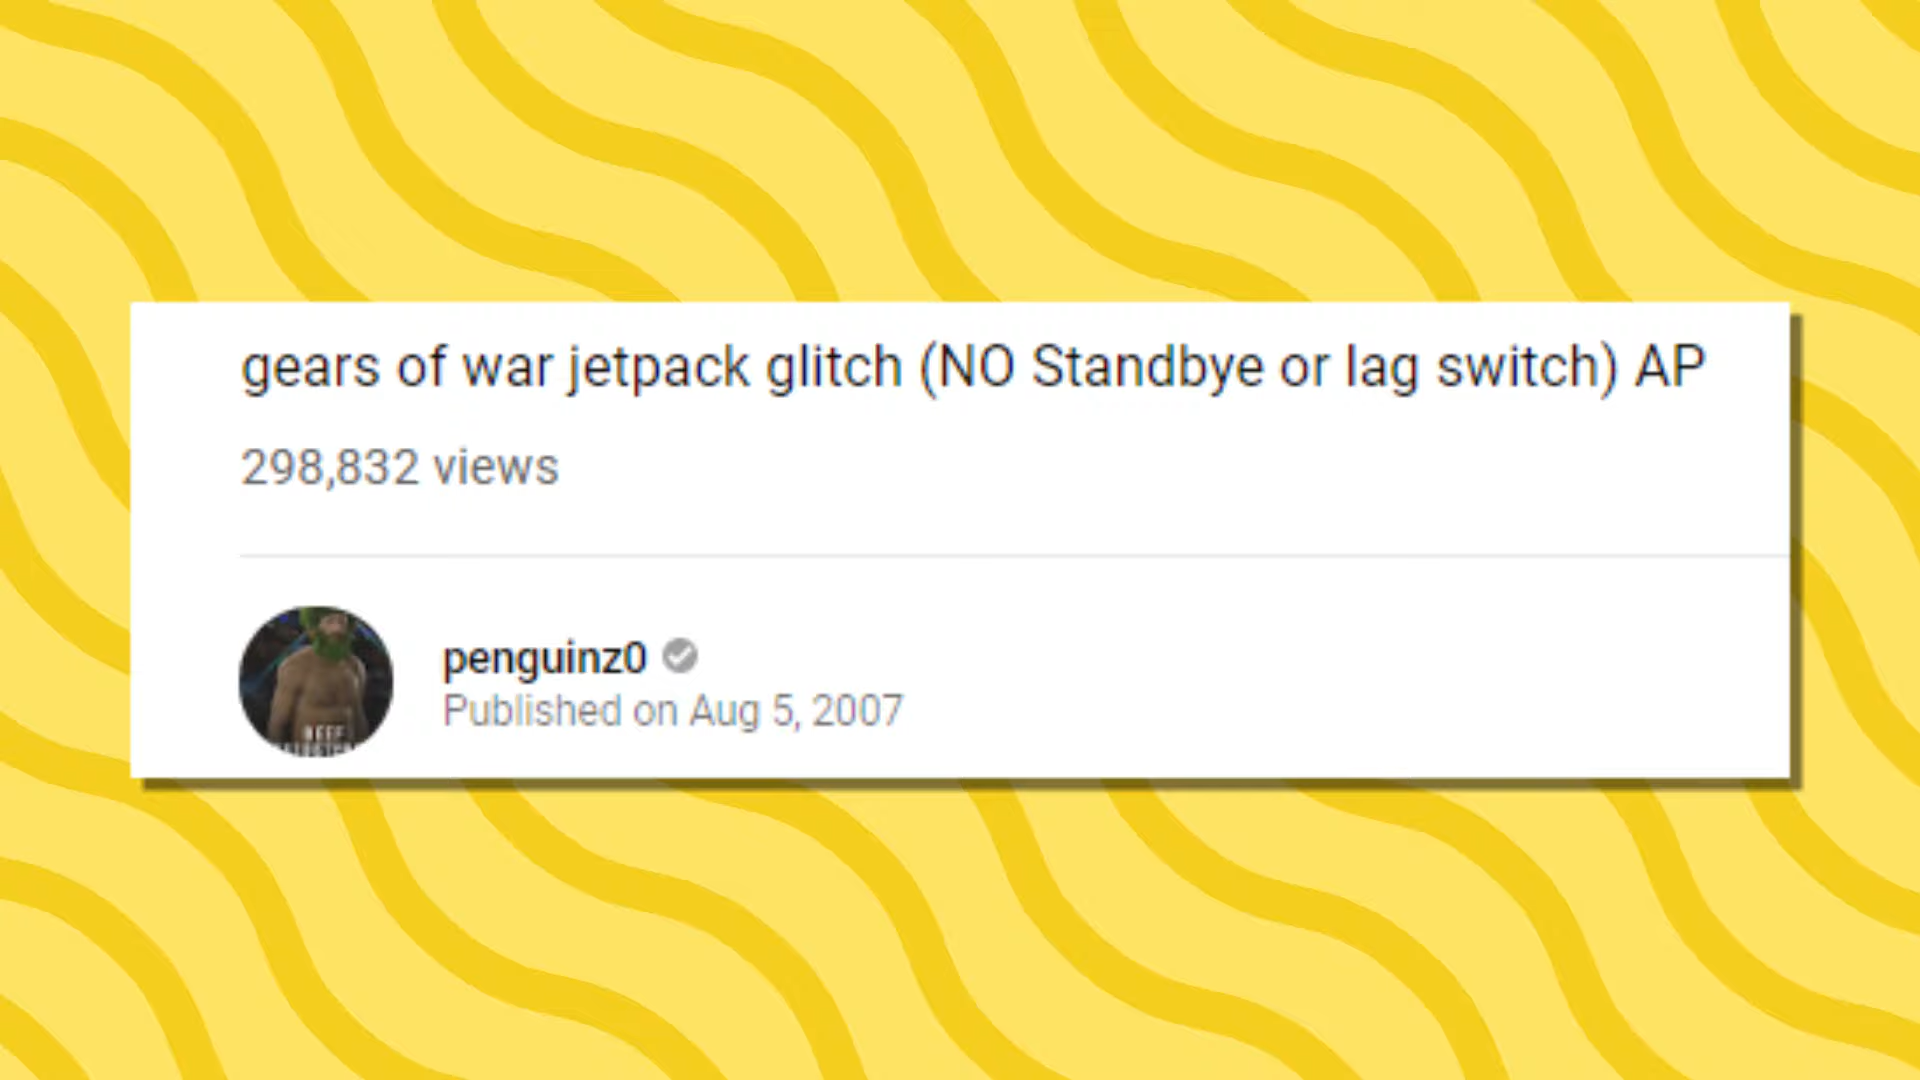 gears of war jetpack glitch (NO Standbye or lag switch) AP
298,832 views
penguinz0
Published on Aug 5, 2007